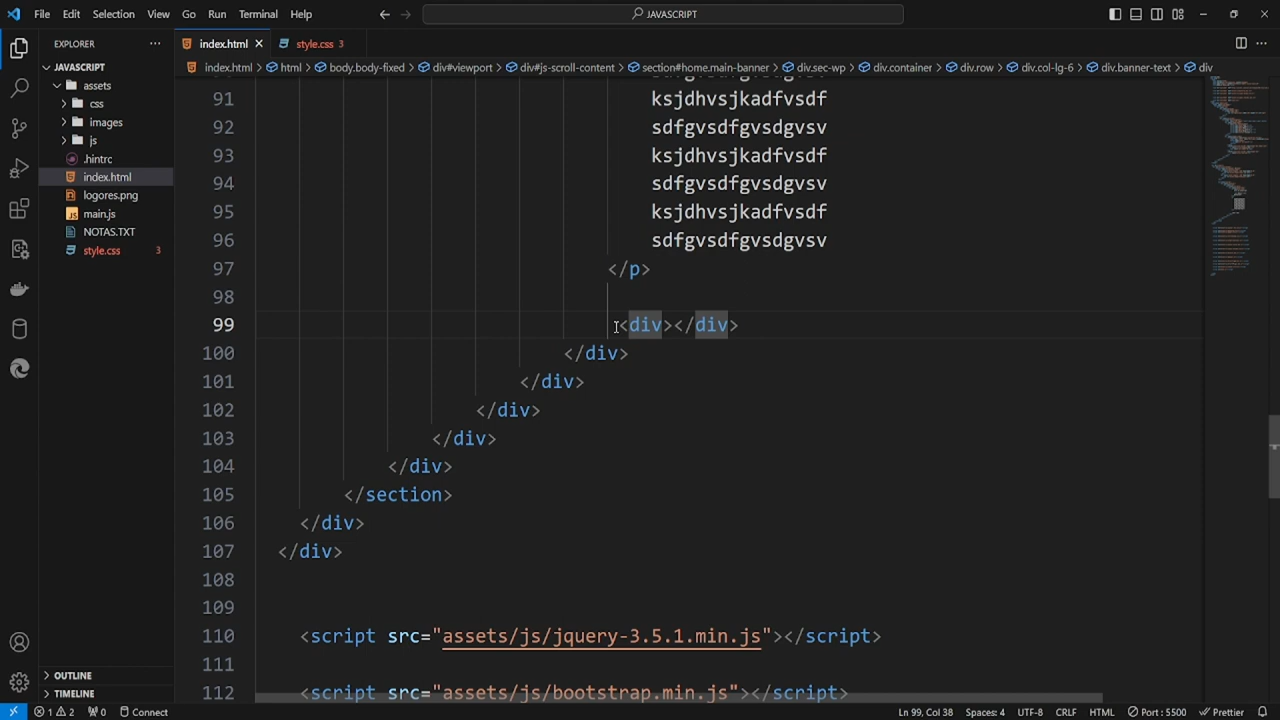 File Edit Selection View Go Run Terminal Help
JAVASCRIPT
EXPLORER
index.html
style.css 3
JAVASCRIPT
index.html > html > body.body-fixed > div#viewport > div#js-scroll-content > section#home.main-banner > div.sec-wp > div.container > div.row > div.col-lg-6 > div.banner-text > div
assets
css
images
js
.hintrc
index.html
logores.png
main.js
NOTAS.TXT
style.css 3
91 ksjdhvsjkadfvsdf
92 sdfgvsdfgvsdgvsv
93 ksjdhvsjkadfvsdf
94 sdfgvsdfgvsdgvsv
95 ksjdhvsjkadfvsdf
96 sdfgvsdfgvsdgvsv
97 </p>
98
99 <div></div>
100 </div>
101 </div>
102 </div>
103 </div>
104 </div>
105 </section>
106 </div>
107 </div>
108
109
110 <script src="assets/js/jquery-3.5.1.min.js"></script>
111
112 <script src="assets/js/bootstrap.min.js"></script>
OUTLINE
TIMELINE
1 2 0 Connect
Ln 99, Col 38 Spaces: 4 UTF-8 CRLF HTML Port : 5500 Prettier